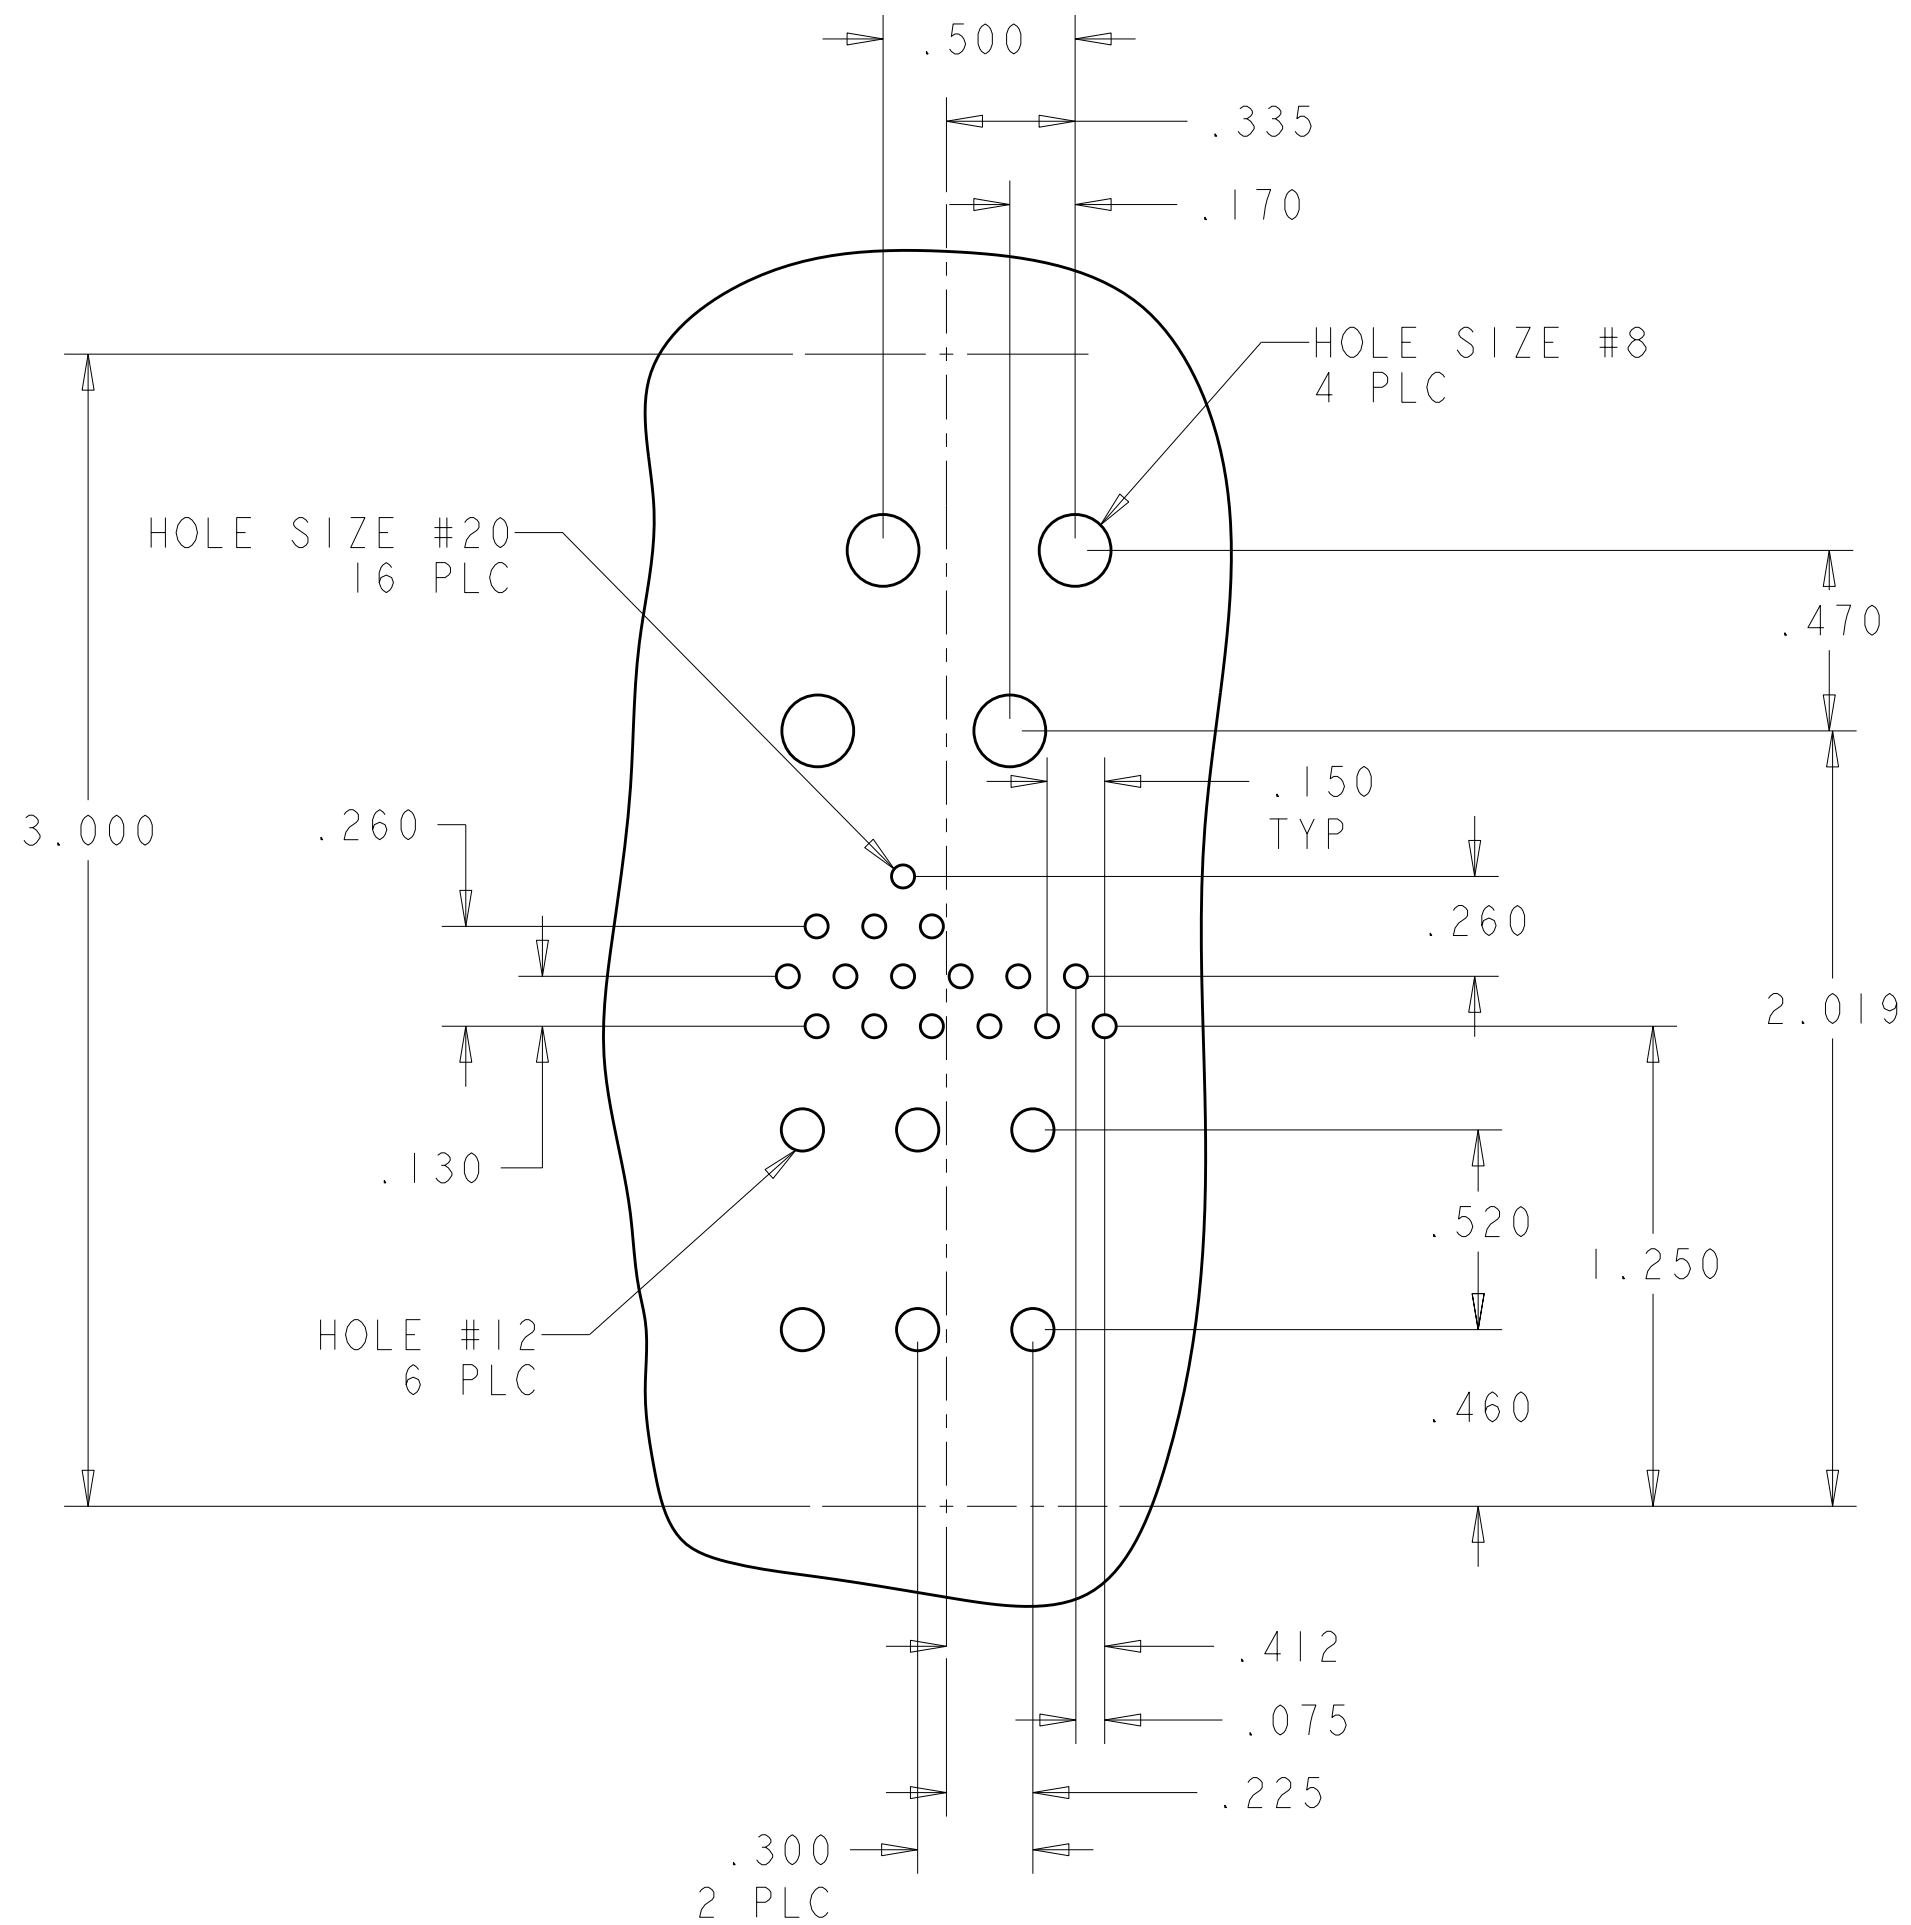 .500
.335
.170
HOLE SIZE #8
4 PLC
HOLE SIZE #20
16 PLC
.470
.150
TYP
3.000
.260
.260
2.019
.130
.520
1.250
HOLE #12
6 PLC
.460
.412
.075
.225
.300
2 PLC